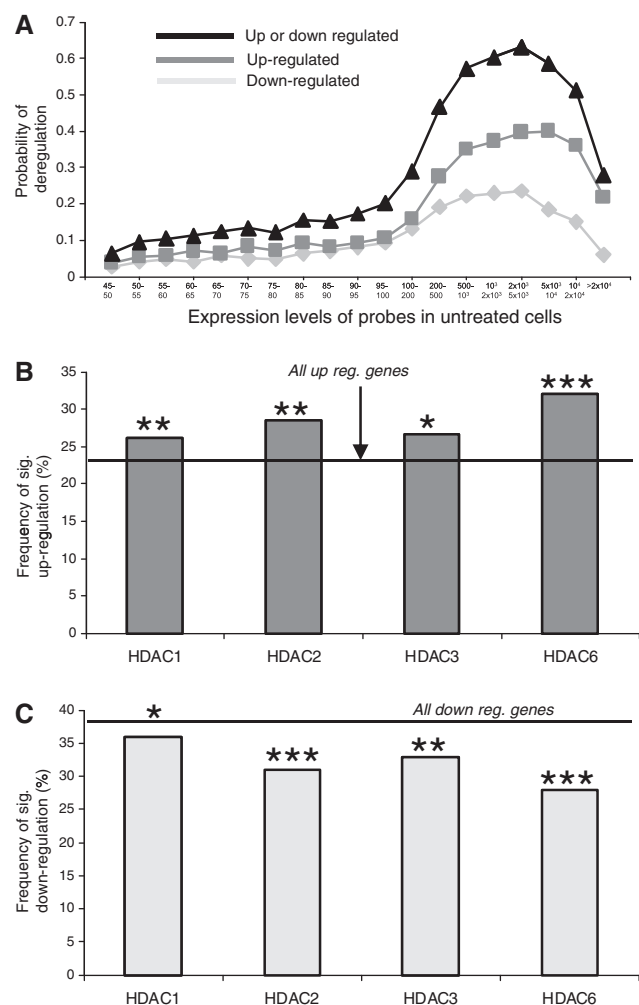 A
Probability of
deregulation
0.7
0.6
0.5
0.4
0.3
0.2
0.1
0
Up or down regulated
Up-regulated
Down-regulated
45- 50- 55- 60- 65- 70- 75- 80- 85- 90- 95- 100- 200- 500- 10³ 2x10³ 5x10³ 10⁴ >2x10⁴
50 55 60 65 70 75 80 85 90 95 100 200 500 10³ 2x10³ 5x10³ 10⁴ 2x10⁴
Expression levels of probes in untreated cells
B
Frequency of sig.
up-regulation (%)
35
30
25
20
15
10
5
0
All up reg. genes
** ** * ***
HDAC1 HDAC2 HDAC3 HDAC6
C
Frequency of sig.
down-regulation (%)
40
35
30
25
20
15
10
5
0
All down reg. genes
* *** ** ***
HDAC1 HDAC2 HDAC3 HDAC6